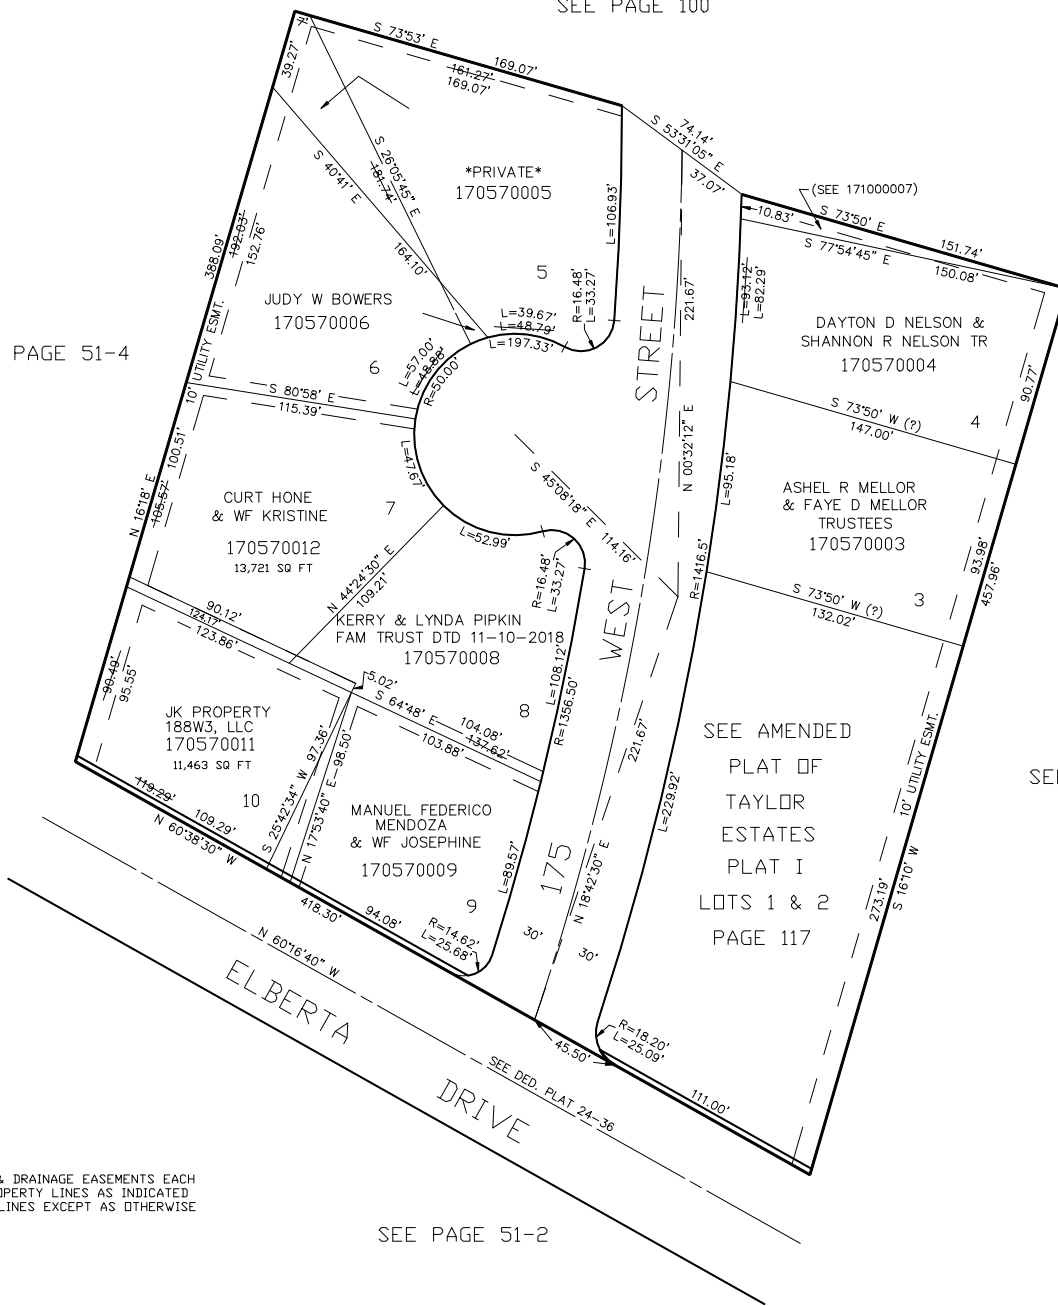 SEE PAGE 100
7'
S 73°53' E
169.07'
161.27'
169.07'
39.27'
S 26°05'45" E
181.74'
S 40°41' E
164.10'
*PRIVATE*
170570005
5
L=106.93'
R=16.48'
L=33.27'
L=39.67'
L=48.79'
L=197.33'
74.14'
S 53°31'05" E
37.07'
(SEE 171000007)
10.83'
S 73°50' E
151.74'
S 77°54'45" E
150.08'
L=93.12'
L=82.29'
221.67'
388.09'
192.03'
152.76'
JUDY W BOWERS
170570006
6
L=57.00'
L=48.88'
R=50.00'
PAGE 51-4
10' UTILITY ESMT.
S 80°58' E
115.39'
STREET
DAYTON D NELSON &
SHANNON R NELSON TR
170570004
4
90.77'
S 73°50' W (?)
147.00'
N 00°32'12" E
L=95.18'
100.51'
N 16°18' E
105.57'
CURT HONE
& WF KRISTINE
170570012
13,721 SQ FT
7
L=47.67'
L=52.99'
S 45°08'18" E
114.16'
ASHEL R MELLOR
& FAYE D MELLOR
TRUSTEES
170570003
3
93.98'
457.96'
R=1416.5'
S 73°50' W (?)
132.02'
R=16.48'
L=33.27'
N 44°24'30" E
109.21'
KERRY & LYNDA PIPKIN
FAM TRUST DTD 11-10-2018
170570008
8
WEST
90.12'
124.17'
123.86'
5.02'
S 64°48' E
104.08'
137.62'
103.88'
L=108.12'
R=1356.50'
90.49'
95.55'
JK PROPERTY
188W3, LLC
170570011
11,463 SQ FT
10
S 25°42'34" W 97.36'
N 17°53'40" E 98.50'
119.29'
109.29'
N 60°38'30" W
MANUEL FEDERICO
MENDOZA
& WF JOSEPHINE
170570009
9
L=89.57'
221.67'
L=229.92'
SEE AMENDED
PLAT OF
TAYLOR
ESTATES
PLAT I
LOTS 1 & 2
PAGE 117
10' UTILITY ESMT.
273.19'
S 16°10' W
SEE
175
N 18°42'30" E
30'
30'
418.30'
94.08'
R=14.62'
L=25.68'
N 60°16'40" W
ELBERTA
DRIVE
R=18.20'
L=25.09'
45.50'
SEE DED. PLAT 24-36
111.00'
& DRAINAGE EASEMENTS EACH
OPERTY LINES AS INDICATED
LINES EXCEPT AS OTHERWISE
SEE PAGE 51-2